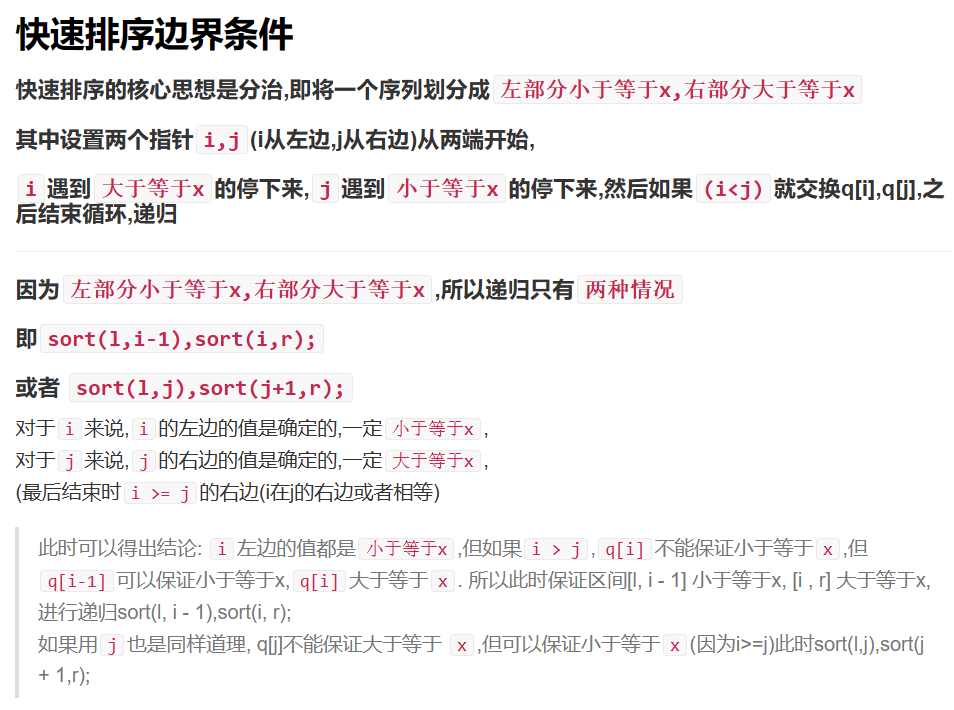 快速排序边界条件
快速排序的核心思想是分治,即将一个序列划分成 左部分小于等于x,右部分大于等于x
其中设置两个指针 i,j (i从左边,j从右边)从两端开始,
i 遇到 大于等于x 的停下来, j 遇到 小于等于x 的停下来,然后如果 (i<j) 就交换q[i],q[j],之
后结束循环,递归
因为 左部分小于等于x,右部分大于等于x ,所以递归只有 两种情况
即 sort(l,i-1),sort(i,r);
或者 sort(l,j),sort(j+1,r);
对于 i 来说, i 的左边的值是确定的,一定 小于等于x ,
对于 j 来说, j 的右边的值是确定的,一定 大于等于x ,
(最后结束时 i >= j 的右边(i在j的右边或者相等)
此时可以得出结论: i 左边的值都是 小于等于x ,但如果 i > j , q[i] 不能保证小于等于 x ,但
q[i-1] 可以保证小于等于x, q[i] 大于等于 x . 所以此时保证区间[l, i - 1] 小于等于x, [i , r] 大于等于x,
进行递归sort(l, i - 1),sort(i, r);
如果用 j 也是同样道理, q[j]不能保证大于等于 x ,但可以保证小于等于 x (因为i>=j)此时sort(l,j),sort(j
+ 1,r);